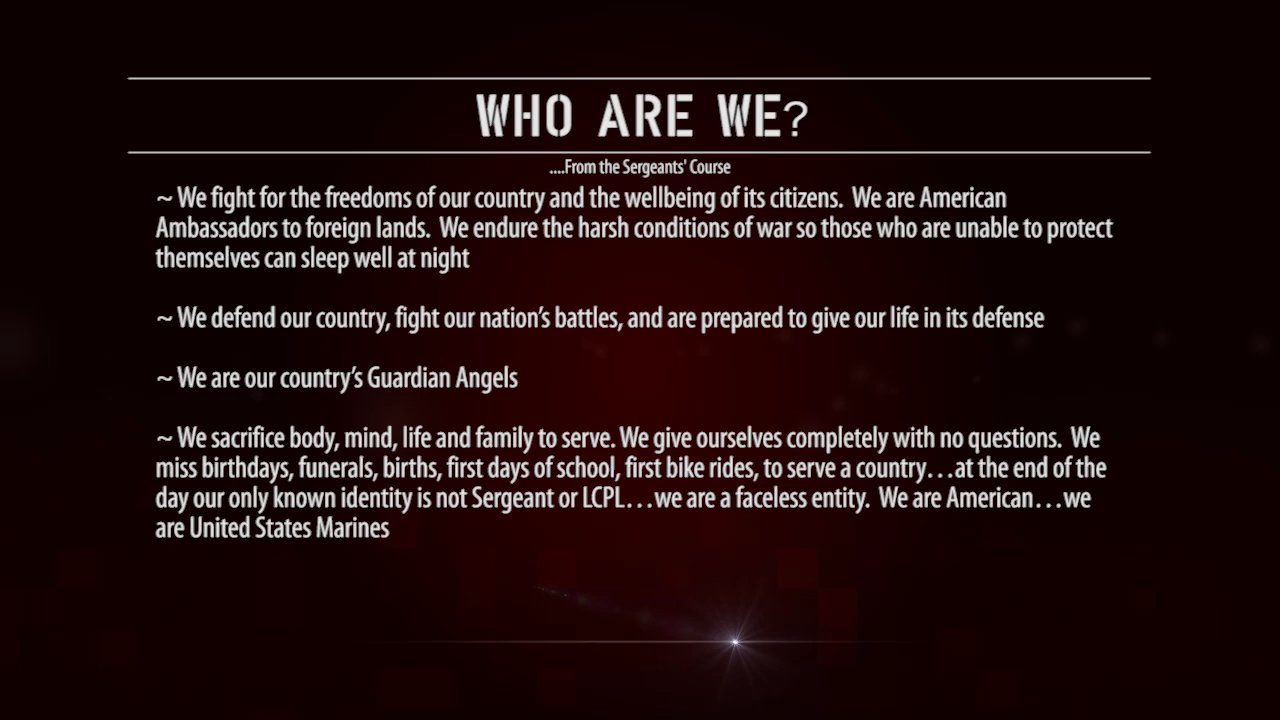 WHO ARE WE?
....From the Sergeants' Course
~ We fight for the freedoms of our country and the wellbeing of its citizens.  We are American
Ambassadors to foreign lands.  We endure the harsh conditions of war so those who are unable to protect
themselves can sleep well at night
~ We defend our country, fight our nation’s battles, and are prepared to give our life in its defense
~ We are our country’s Guardian Angels
~ We sacrifice body, mind, life and family to serve. We give ourselves completely with no questions.  We
miss birthdays, funerals, births, first days of school, first bike rides, to serve a country…at the end of the
day our only known identity is not Sergeant or LCPL…we are a faceless entity.  We are American…we
are United States Marines